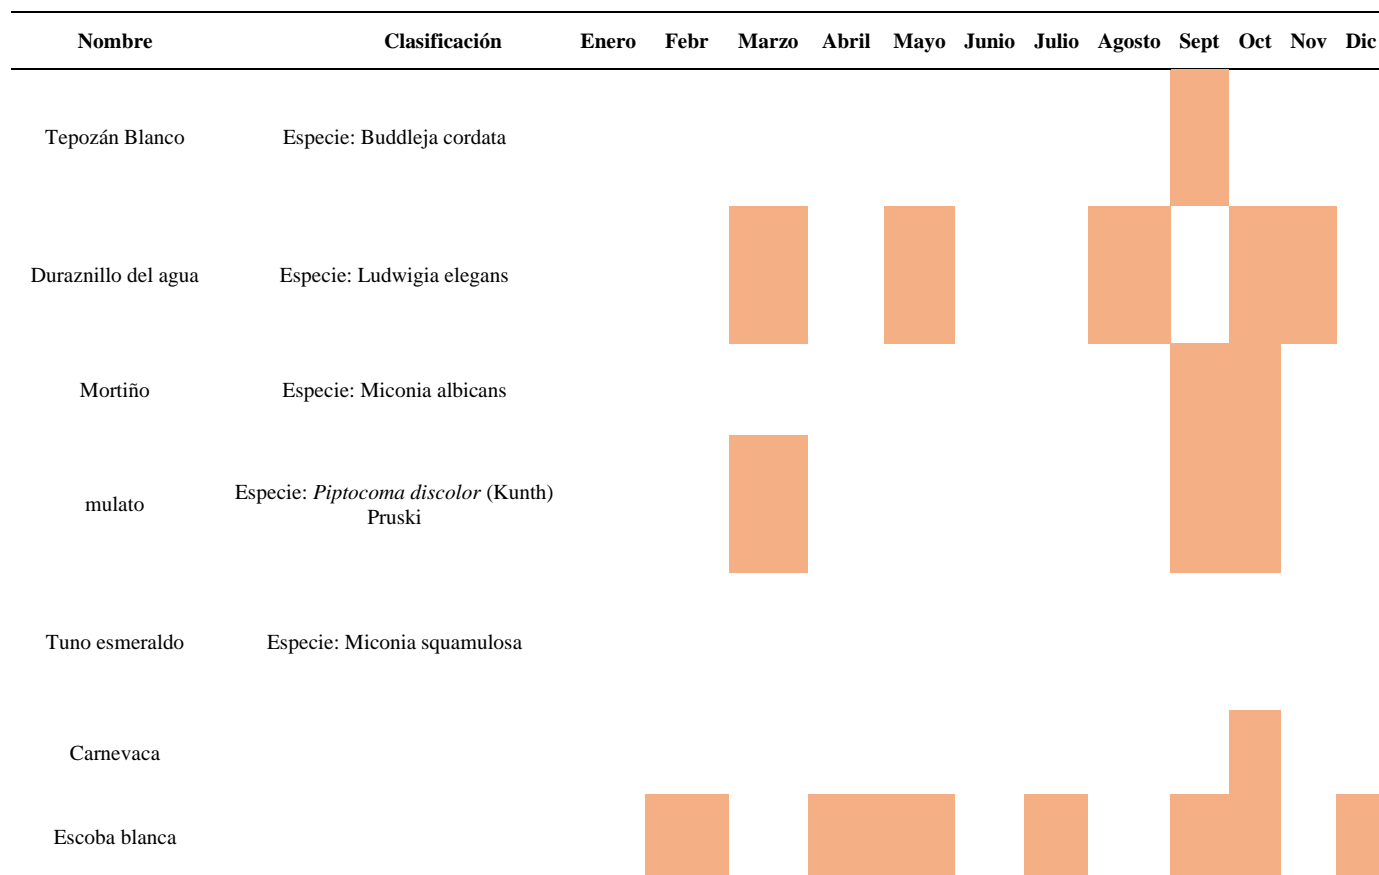 Nombre Clasificación Enero Febr Marzo Abril Mayo Junio Julio Agosto Sept Oct Nov Dic
Tepozán Blanco Especie: Buddleja cordata
Duraznillo del agua Especie: Ludwigia elegans
Mortiño Especie: Miconia albicans
mulato Especie: Piptocoma discolor (Kunth)
Pruski
Tuno esmeraldo Especie: Miconia squamulosa
Carnevaca
Escoba blanca